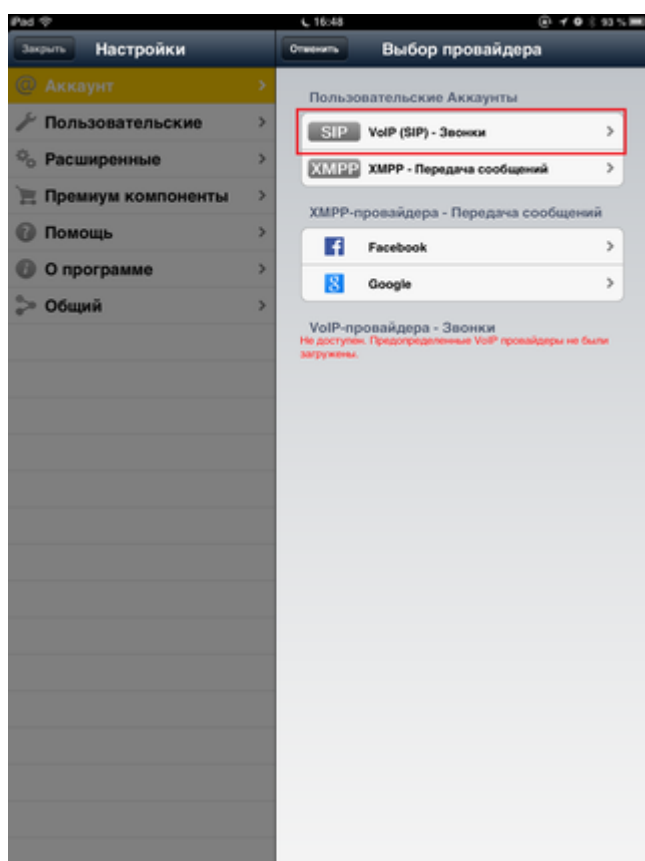 iPad 16:48 93 %
Закрыть Настройки
Отменить Выбор провайдера
@ Аккаунт
Пользовательские
Расширенные
Премиум компоненты
Помощь
О программе
Общий
Пользовательские Аккаунты
SIP VoIP (SIP) - Звонки
XMPP XMPP - Передача сообщений
XMPP-провайдера - Передача сообщений
f Facebook
8 Google
VoIP-провайдера - Звонки
Не доступен. Предопределенные VoIP провайдеры не были
загружены.